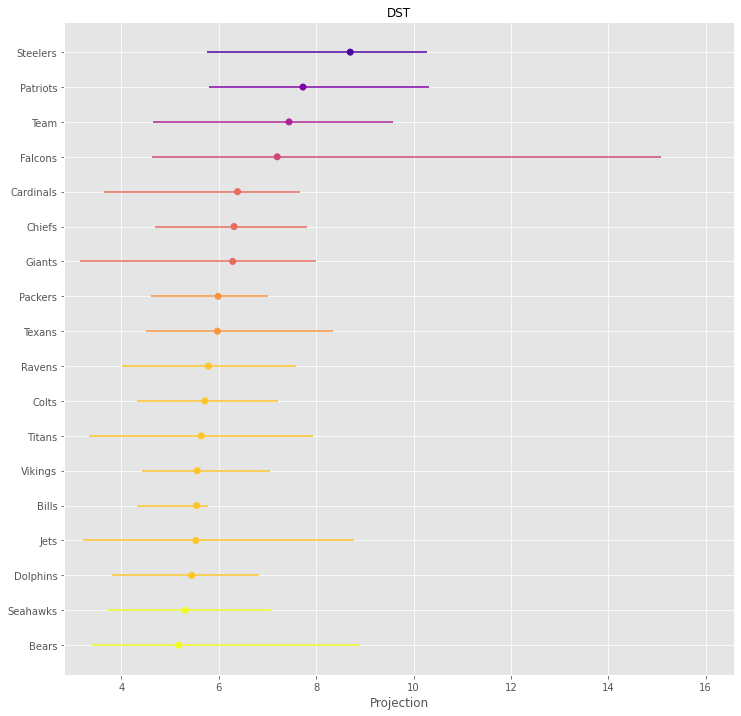 DST
Steelers
Patriots
Team
Falcons
Cardinals
Chiefs
Giants
Packers
Texans
Ravens
Colts
Titans
Vikings
Bills
Jets
Dolphins
Seahawks
Bears
4 6 8 10 12 14 16
Projection